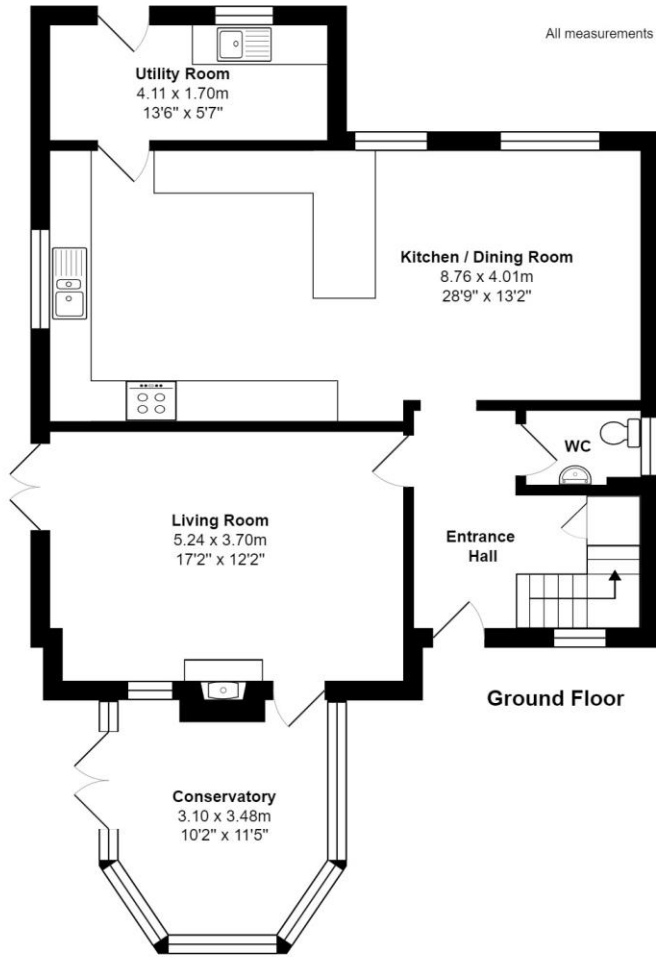 All measurements
Utility Room
4.11 x 1.70m
13'6" x 5'7"
Kitchen / Dining Room
8.76 x 4.01m
28'9" x 13'2"
WC
Living Room
5.24 x 3.70m
17'2" x 12'2"
Entrance
Hall
Ground Floor
Conservatory
3.10 x 3.48m
10'2" x 11'5"